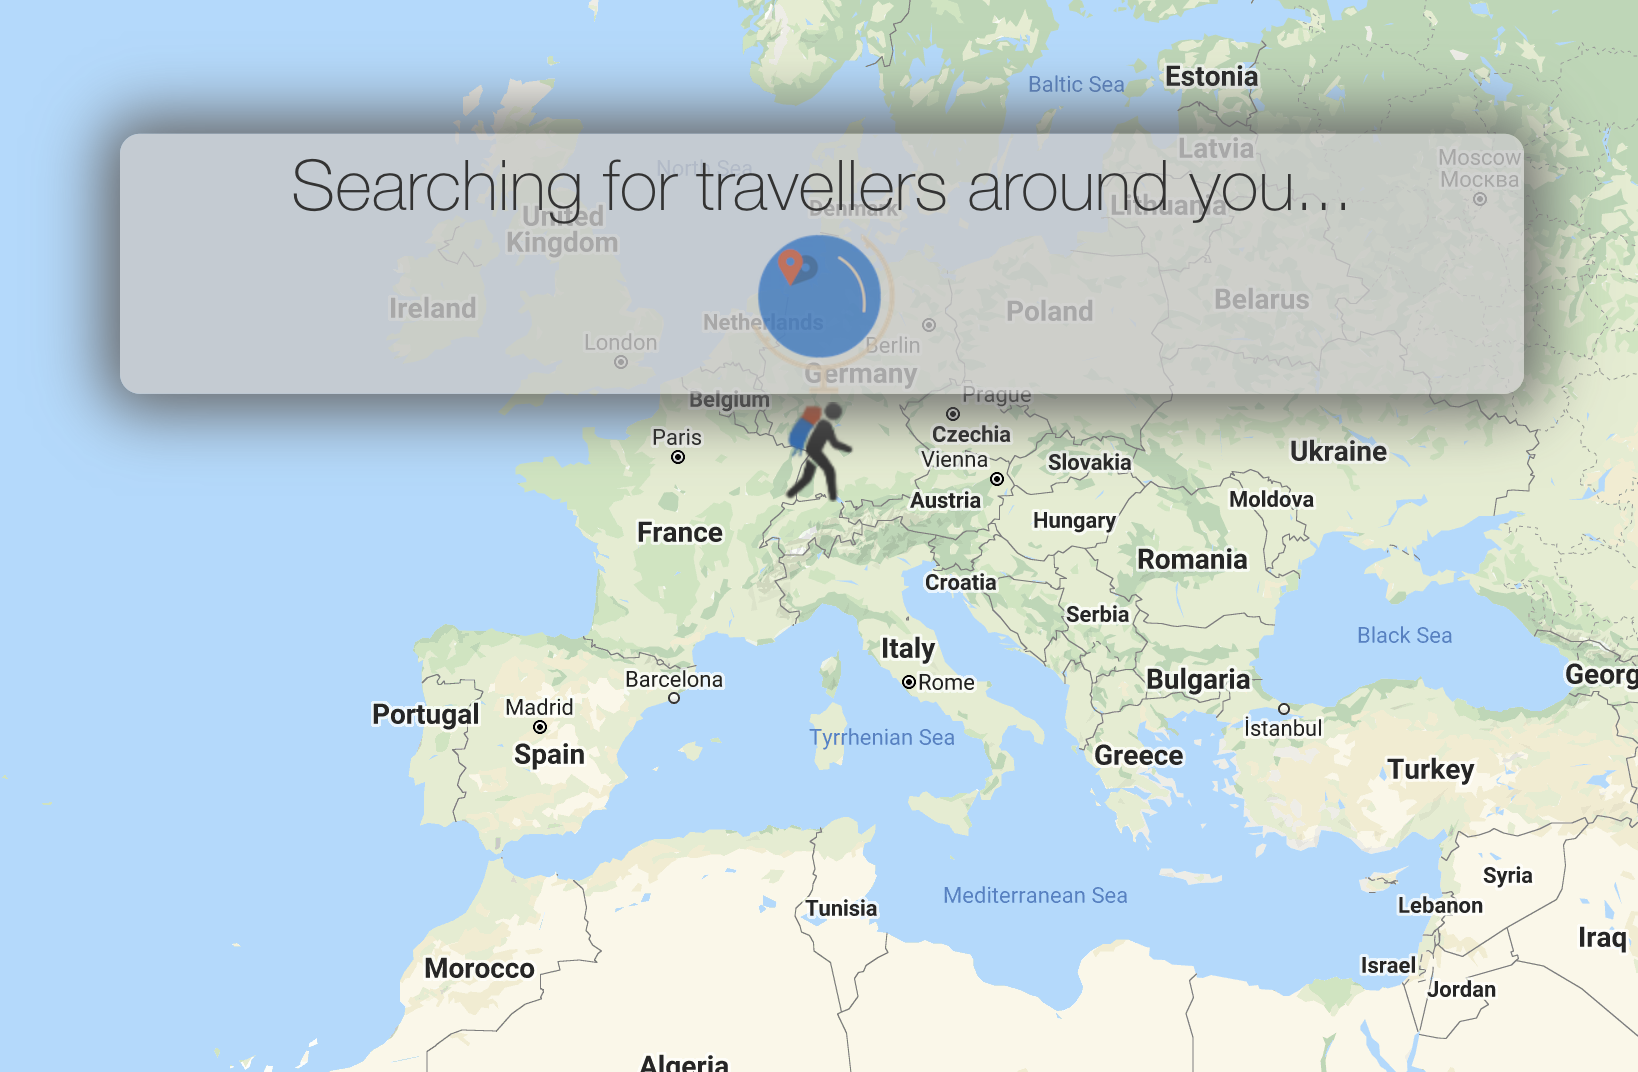 Baltic Sea
Estonia
Latvia
North Sea
Moscow
Москва
Searching for travellers around you...
Denmark
Lithuania
United
Kingdom
Ireland
Netherlands
Poland
Belarus
London
Berlin
Germany
Belgium
Prague
Paris
Czechia
Vienna
Slovakia
Ukraine
Austria
Moldova
Hungary
France
Romania
Croatia
Serbia
Black Sea
Italy
Rome
Barcelona
Bulgaria
Georg
Portugal
Madrid
Spain
İstanbul
Tyrrhenian Sea
Greece
Turkey
Syria
Mediterranean Sea
Lebanon
Tunisia
Iraq
Israel
Morocco
Jordan
Algeria